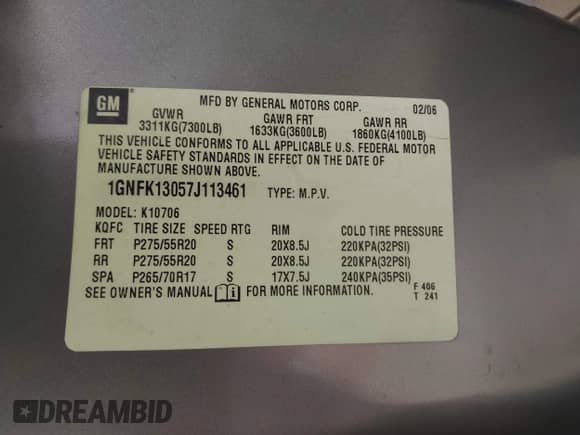 GM
MFD BY GENERAL MOTORS CORP. 02/06
GVWR GAWR FRT GAWR RR
3311KG(7300LB) 1633KG(3600LB) 1860KG(4100LB)
THIS VEHICLE CONFORMS TO ALL APPLICABLE U.S. FEDERAL MOTOR
VEHICLE SAFETY STANDARDS IN EFFECT ON THE DATE OF
MANUFACTURE SHOWN ABOVE.
1GNFK13057J113461 TYPE: M.P.V.
MODEL: K10706
KQFC TIRE SIZE SPEED RTG RIM COLD TIRE PRESSURE
FRT P275/55R20 S 20X8.5J 220KPA(32PSI)
RR P275/55R20 S 20X8.5J 220KPA(32PSI)
SPA P265/70R17 S 17X7.5J 240KPA(35PSI)
SEE OWNER'S MANUAL FOR MORE INFORMATION.
F 406
T 241
DREAMBID